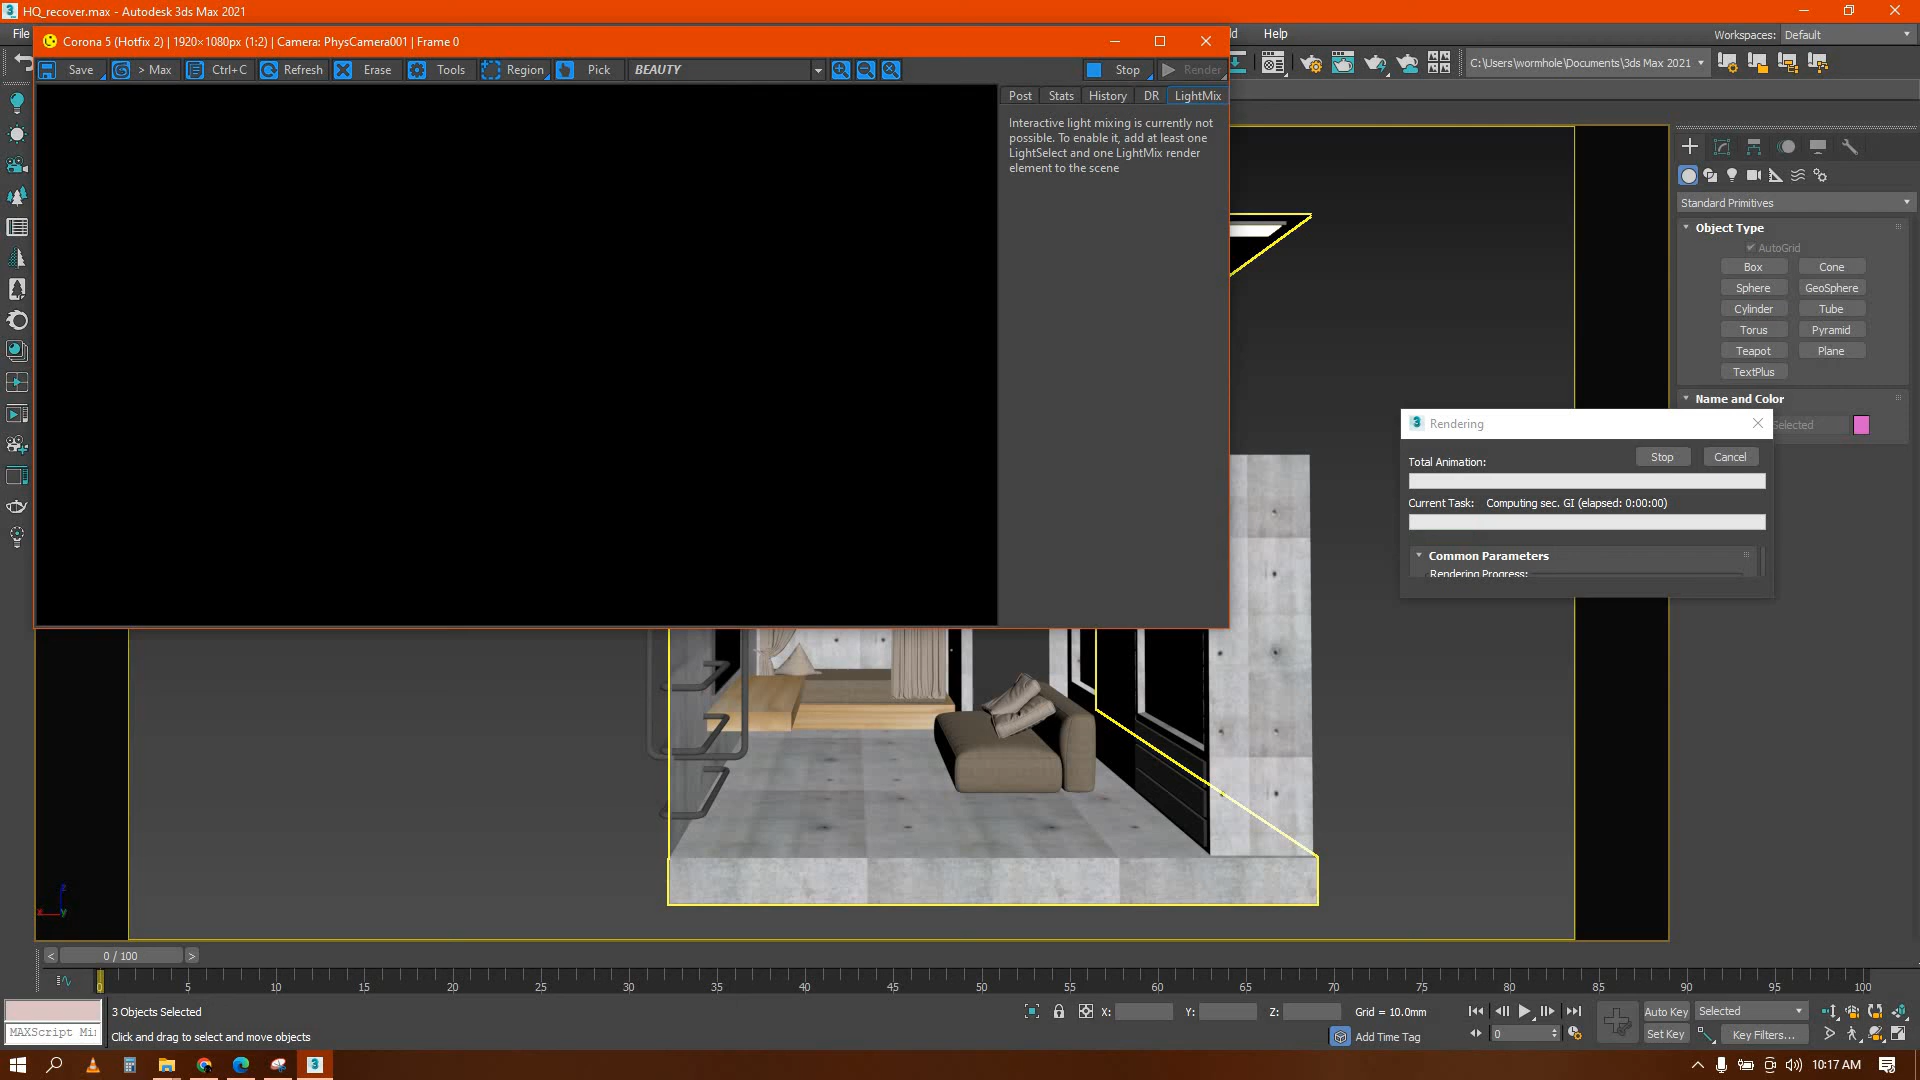 HQ_recover.max - Autodesk 3ds Max 2021
File
Help
Workspaces: Default
Corona 5 (Hotfix 2) | 1920×1080px (1:2) | Camera: PhysCamera001 | Frame 0
Save
> Max
Ctrl+C
Refresh
Erase
Tools
Region
Pick
BEAUTY
Stop
Render
C:\Users\wormhole\Documents\3ds Max 2021
Post
Stats
History
DR
LightMix
Interactive light mixing is currently not
possible. To enable it, add at least one
LightSelect and one LightMix render
element to the scene
Standard Primitives
Object Type
AutoGrid
Box
Cone
Sphere
GeoSphere
Cylinder
Tube
Torus
Pyramid
Teapot
Plane
TextPlus
Name and Color
Selected
Rendering
Total Animation:
Stop
Cancel
Current Task: Computing sec. GI (elapsed: 0:00:00)
Common Parameters
Rendering Progress:
z
x
y
< 0 / 100 >
0 5 10 15 20 25 30 35 40 45 50 55 60 65 70 75 80 85 90 95 100
3 Objects Selected
MAXScript Mi
Click and drag to select and move objects
X:
Y:
Z:
Grid = 10.0mm
Add Time Tag
0
Auto Key
Selected
Set Key
Key Filters...
10:17 AM